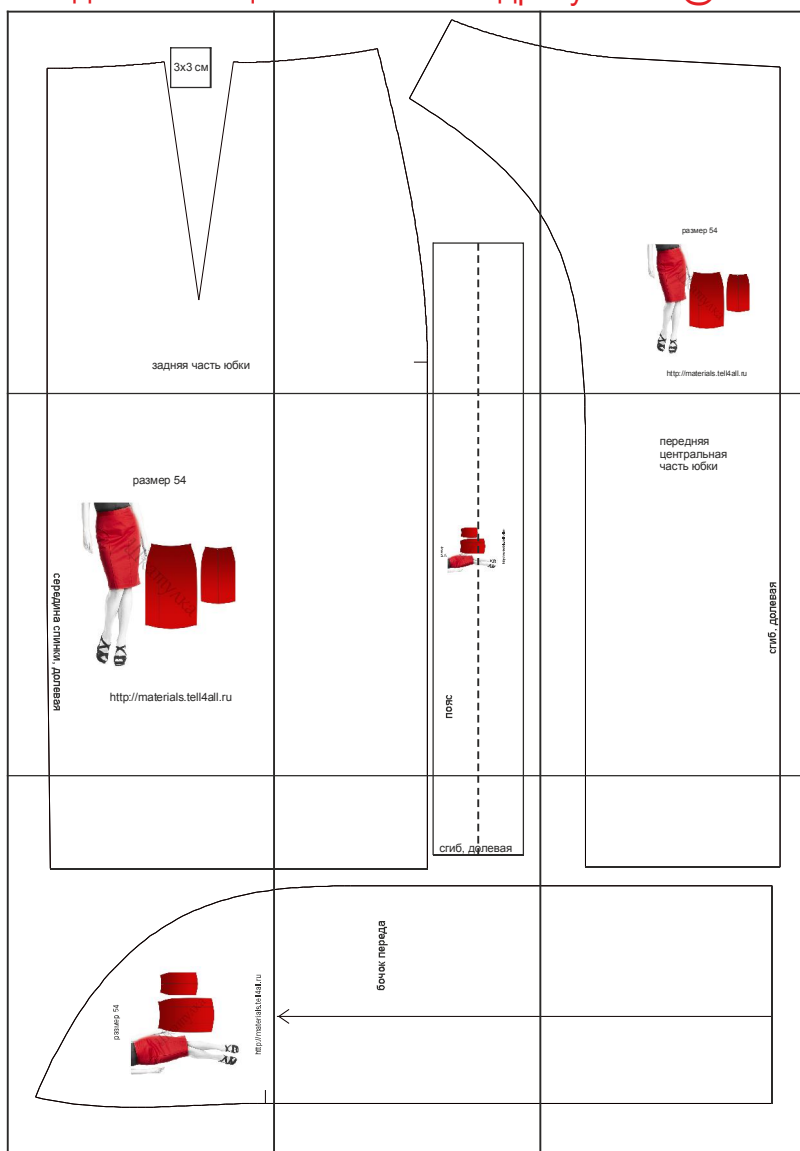 3х3 см
размер 54
http://materials.tell4all.ru
задняя часть юбки
передняя
центральная
часть юбки
размер 54
http://materials.tell4all.ru
середина спинки, долевая
сгиб, долевая
пояс
сгиб, долевая
бочок переда
размер 54
http://materials.tell4all.ru